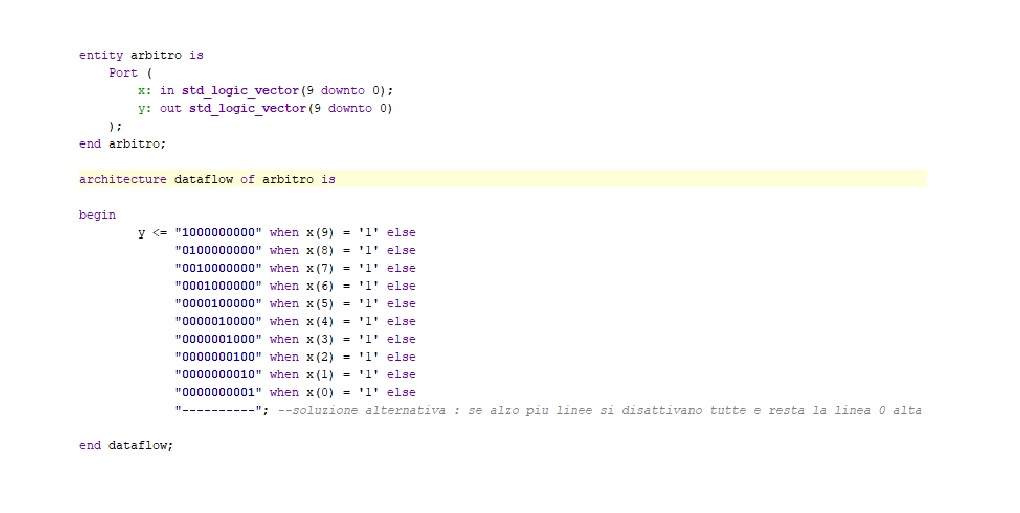 entity arbitro is
Port (
x: in std_logic_vector(9 downto 0);
y: out std_logic_vector(9 downto 0)
);
end arbitro;
architecture dataflow of arbitro is
begin
y <= "1000000000" when x(9) = '1' else
"0100000000" when x(8) = '1' else
"0010000000" when x(7) = '1' else
"0001000000" when x(6) = '1' else
"0000100000" when x(5) = '1' else
"0000010000" when x(4) = '1' else
"0000001000" when x(3) = '1' else
"0000000100" when x(2) = '1' else
"0000000010" when x(1) = '1' else
"0000000001" when x(0) = '1' else
"----------"; --soluzione alternativa : se alzo piu linee si disattivano tutte e resta la linea 0 alta
end dataflow;